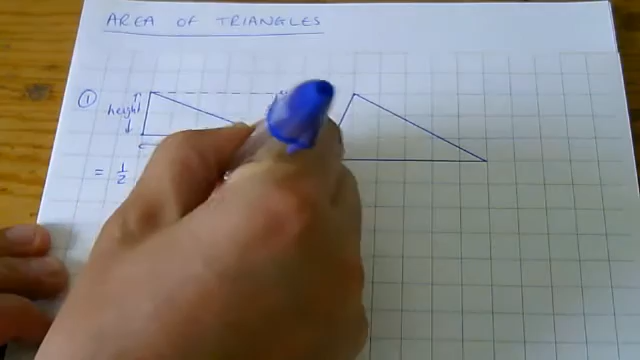 AREA OF TRIANGLES
1
height
= 1/2